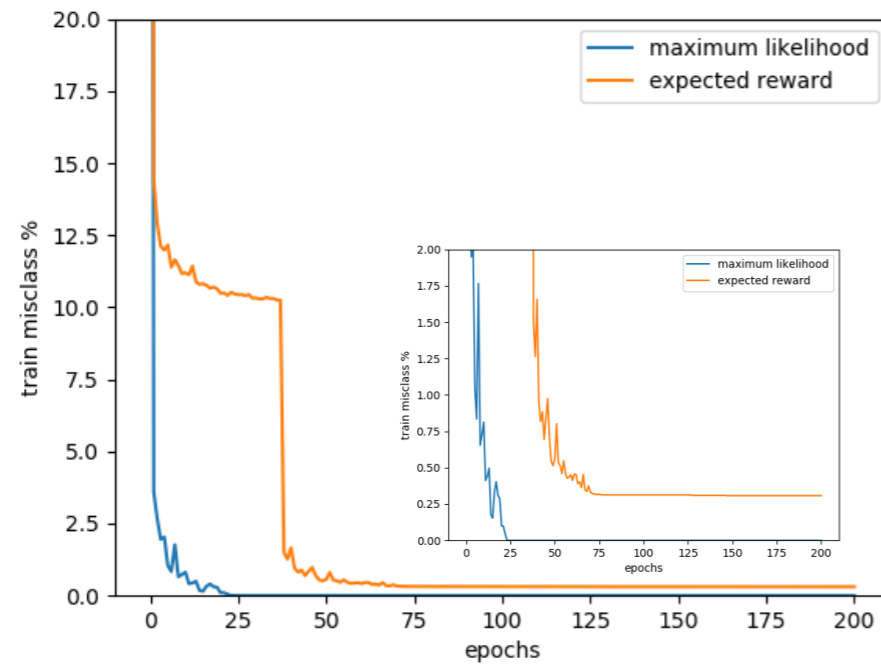 20.0
17.5
15.0
12.5
10.0
7.5
5.0
2.5
0.0
train misclass %
maximum likelihood
expected reward
2.00
1.75
1.50
1.25
1.00
0.75
0.50
0.25
0.00
train misclass %
maximum likelihood
expected reward
0 25 50 75 100 125 150 175 200
epochs
0 25 50 75 100 125 150 175 200
epochs